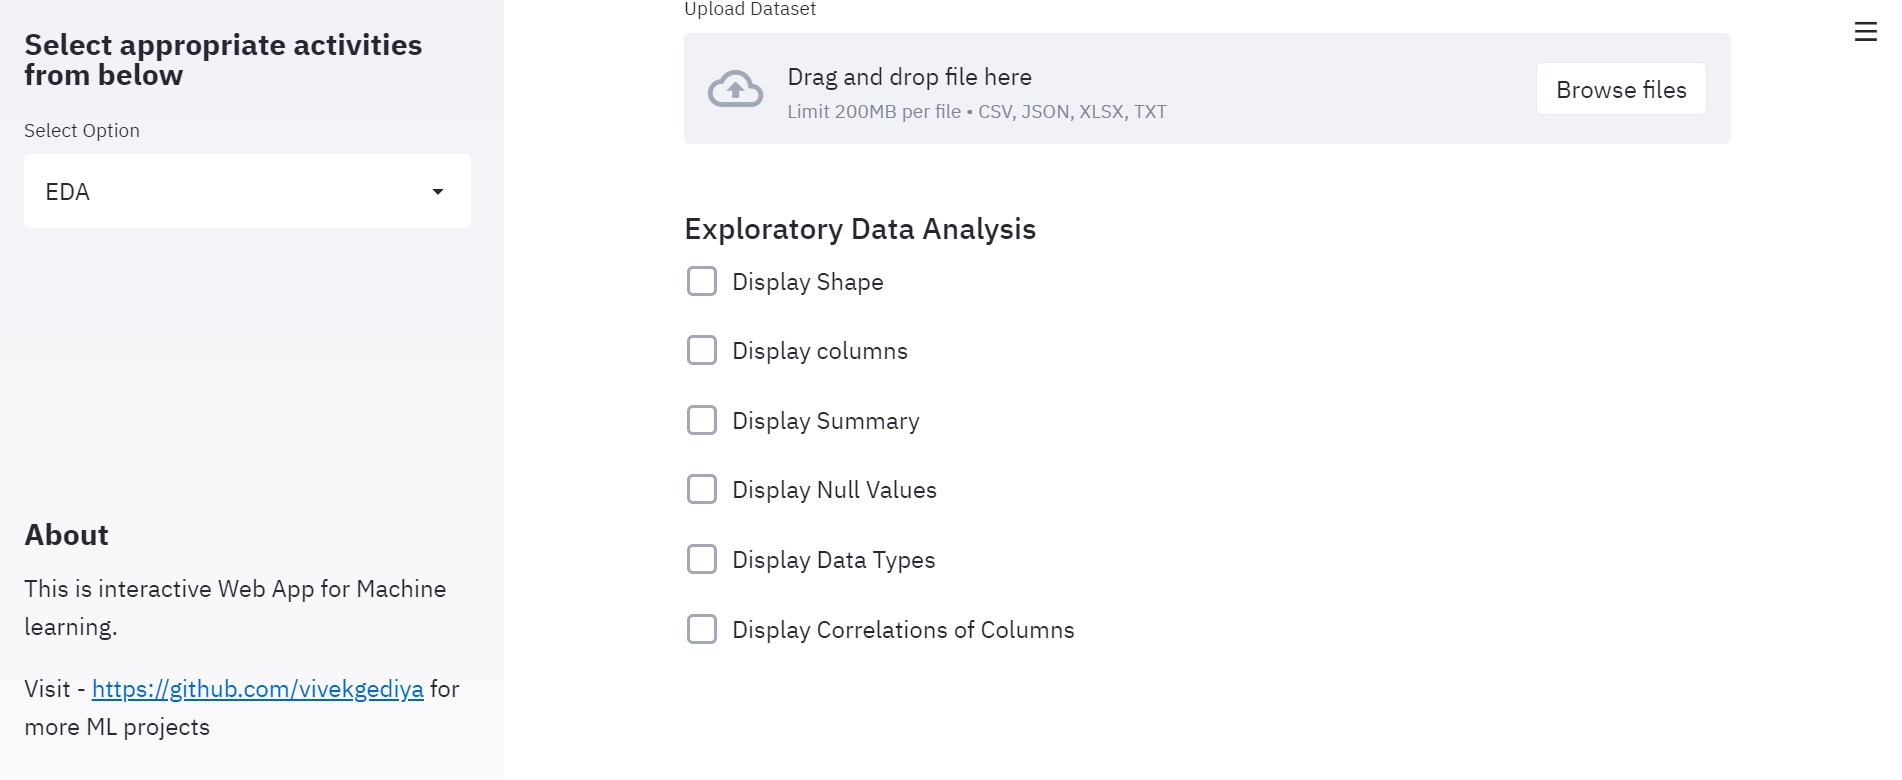 Select appropriate activities
from below
Select Option
EDA
About
This is interactive Web App for Machine
learning.
Visit - https://github.com/vivekgediya for
more ML projects
Upload Dataset
Drag and drop file here
Limit 200MB per file • CSV, JSON, XLSX, TXT
Browse files
Exploratory Data Analysis
Display Shape
Display columns
Display Summary
Display Null Values
Display Data Types
Display Correlations of Columns